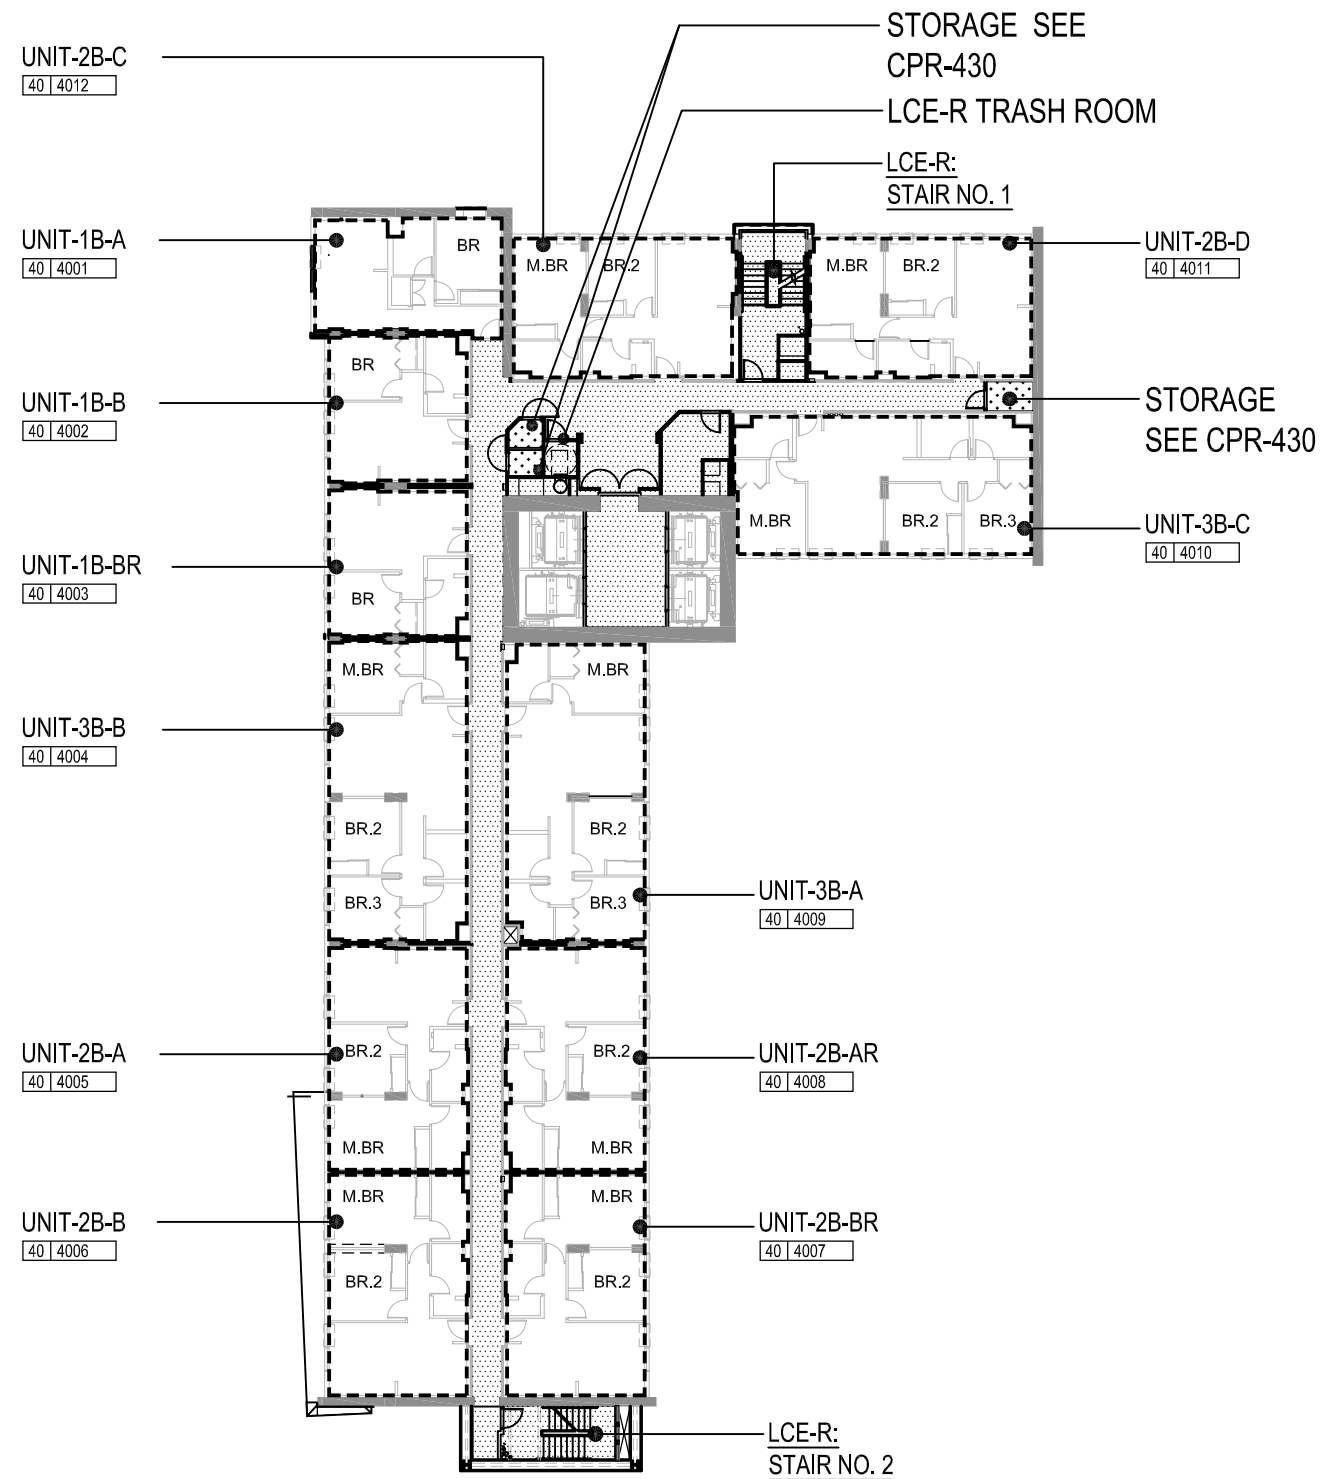 STORAGE SEE
CPR-430
LCE-R TRASH ROOM
UNIT-2B-C
40 4012
LCE-R:
STAIR NO. 1
UNIT-1B-A
40 4001
BR
M.BR
BR.2
M.BR
BR.2
UNIT-2B-D
40 4011
UNIT-1B-B
40 4002
BR
STORAGE
SEE CPR-430
UNIT-1B-BR
40 4003
BR
M.BR
BR.2
BR.3
UNIT-3B-C
40 4010
UNIT-3B-B
40 4004
M.BR
M.BR
BR.2
BR.2
BR.3
BR.3
UNIT-3B-A
40 4009
UNIT-2B-A
40 4005
BR.2
BR.2
UNIT-2B-AR
40 4008
M.BR
M.BR
UNIT-2B-B
40 4006
M.BR
M.BR
UNIT-2B-BR
40 4007
BR.2
BR.2
LCE-R:
STAIR NO. 2